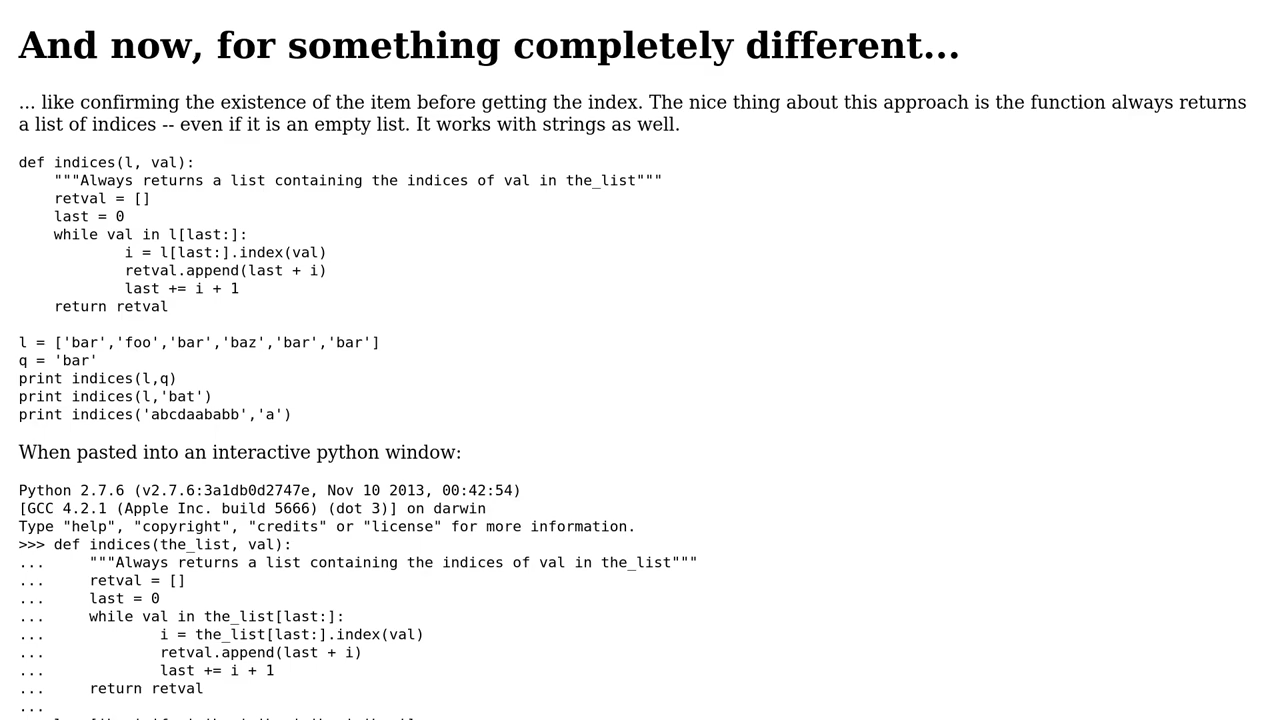 And now, for something completely different...
... like confirming the existence of the item before getting the index. The nice thing about this approach is the function always returns
a list of indices -- even if it is an empty list. It works with strings as well.
def indices(l, val):
    """Always returns a list containing the indices of val in the_list"""
    retval = []
    last = 0
    while val in l[last:]:
            i = l[last:].index(val)
            retval.append(last + i)
            last += i + 1
    return retval
l = ['bar','foo','bar','baz','bar','bar']
q = 'bar'
print indices(l,q)
print indices(l,'bat')
print indices('abcdaababb','a')
When pasted into an interactive python window:
Python 2.7.6 (v2.7.6:3a1db0d2747e, Nov 10 2013, 00:42:54)
[GCC 4.2.1 (Apple Inc. build 5666) (dot 3)] on darwin
Type "help", "copyright", "credits" or "license" for more information.
>>> def indices(the_list, val):
...     """Always returns a list containing the indices of val in the_list"""
...     retval = []
...     last = 0
...     while val in the_list[last:]:
...             i = the_list[last:].index(val)
...             retval.append(last + i)
...             last += i + 1
...     return retval
...